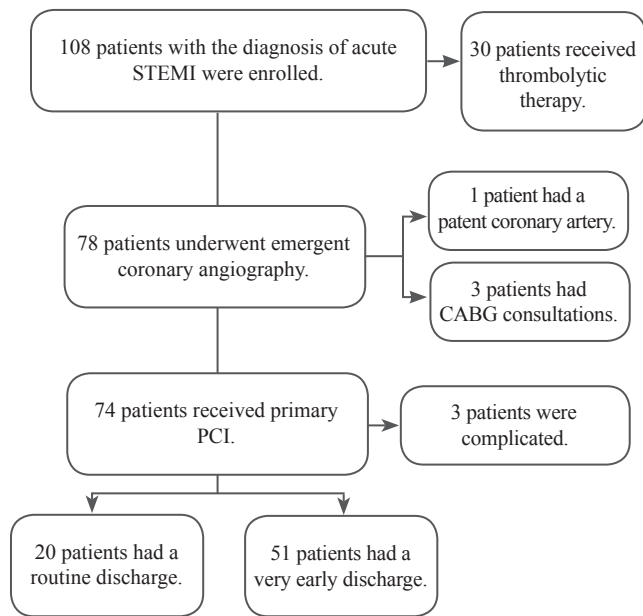 108 patients with the diagnosis of acute
STEMI were enrolled.
30 patients received
thrombolytic
therapy.
78 patients underwent emergent
coronary angiography.
1 patient had a
patent coronary artery.
3 patients had
CABG consultations.
74 patients received primary
PCI.
3 patients were
complicated.
20 patients had a
routine discharge.
51 patients had a
very early discharge.